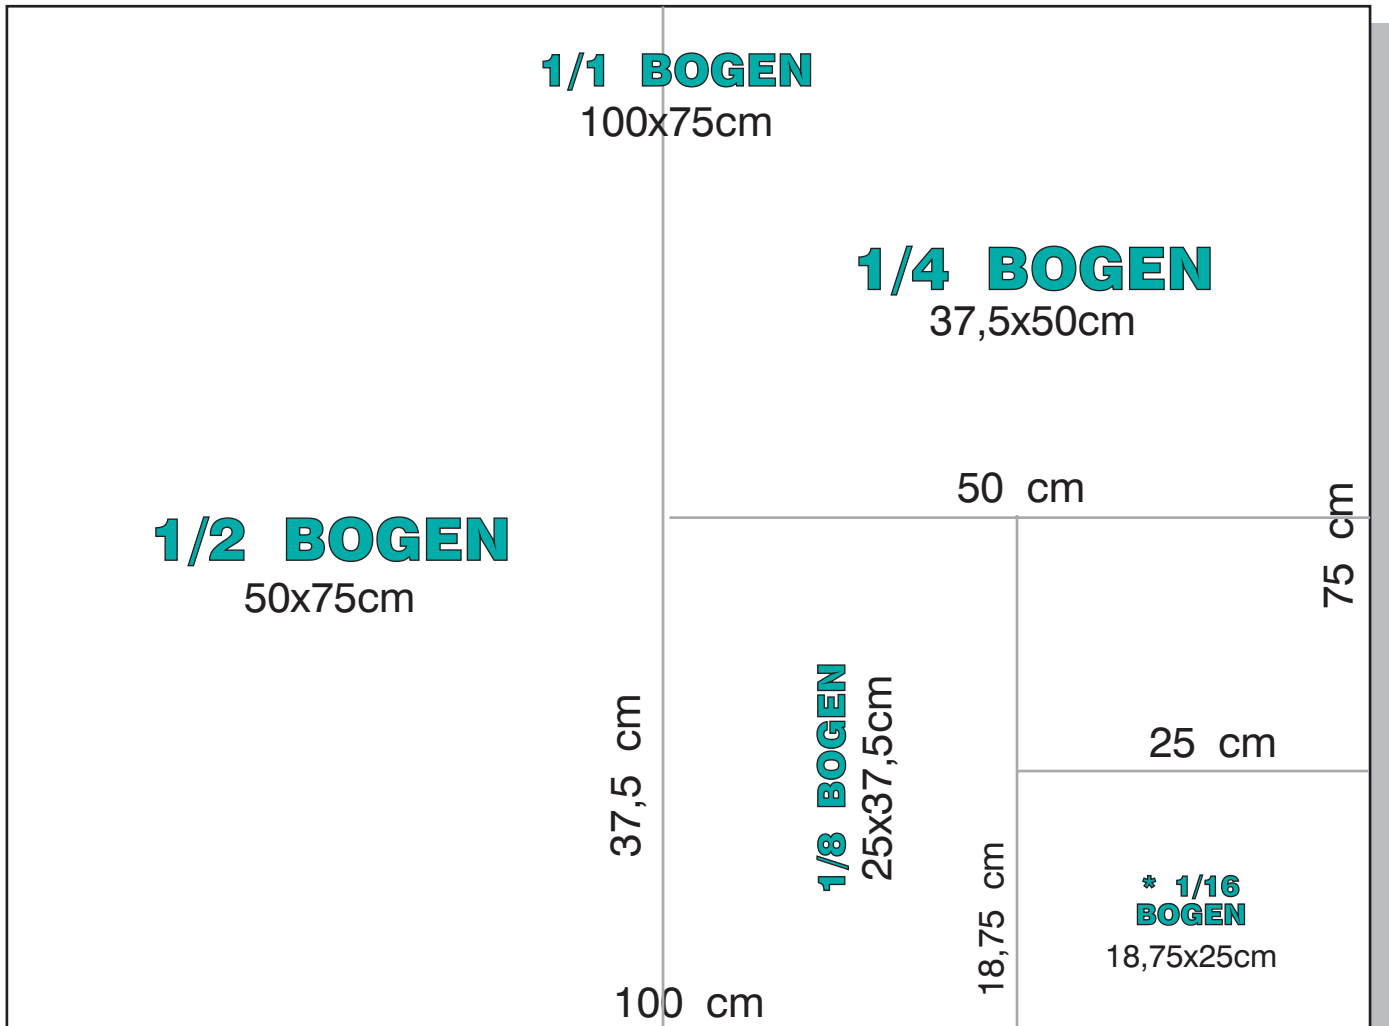 1/1 BOGEN
100x75cm
1/4 BOGEN
37,5x50cm
50 cm
75 cm
1/2 BOGEN
50x75cm
37,5 cm
1/8 BOGEN
25x37,5cm
25 cm
18,75 cm
* 1/16
BOGEN
18,75x25cm
100 cm